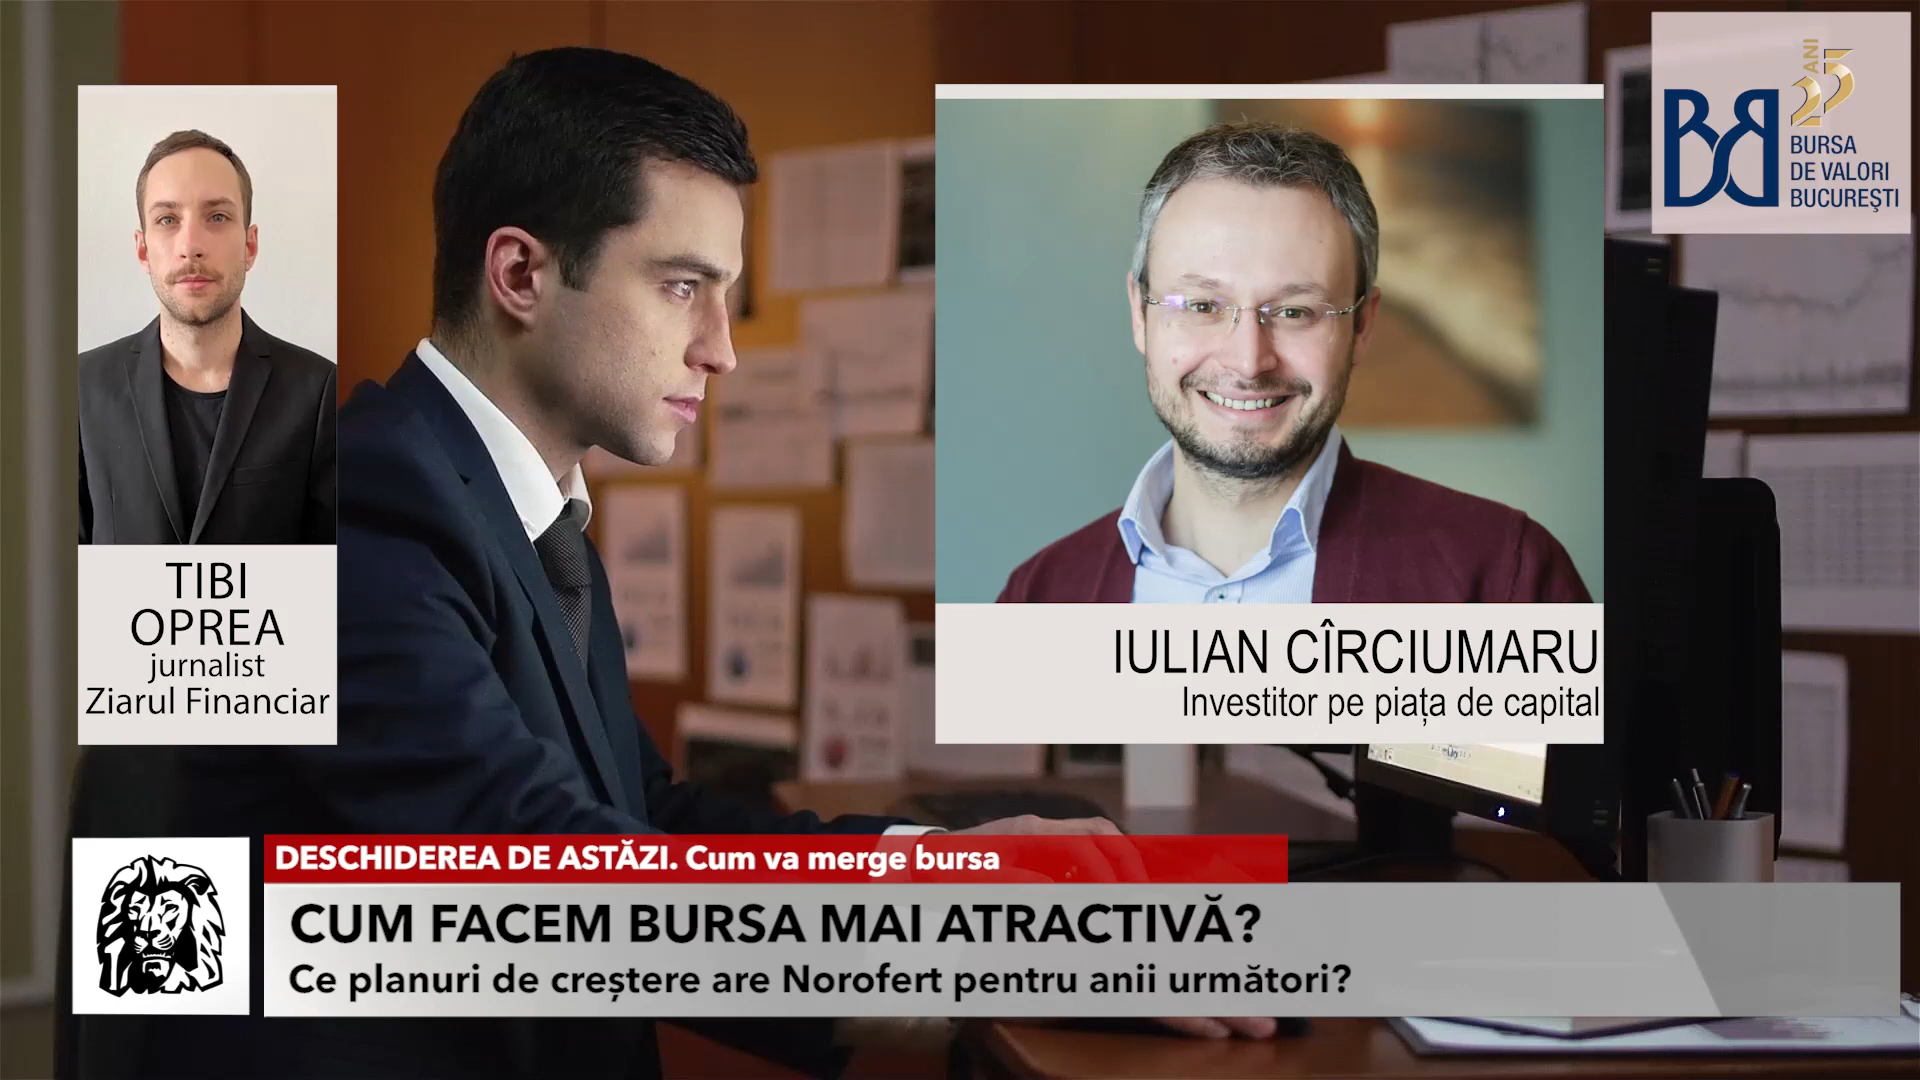 25 ANI
BURSA
DE VALORI
BUCUREŞTI
TIBI
OPREA
jurnalist
Ziarul Financiar
IULIAN CÎRCIUMARU
Investitor pe piața de capital
DESCHIDEREA DE ASTĂZI. Cum va merge bursa
CUM FACEM BURSA MAI ATRACTIVĂ?
Ce planuri de creștere are Norofert pentru anii următori?